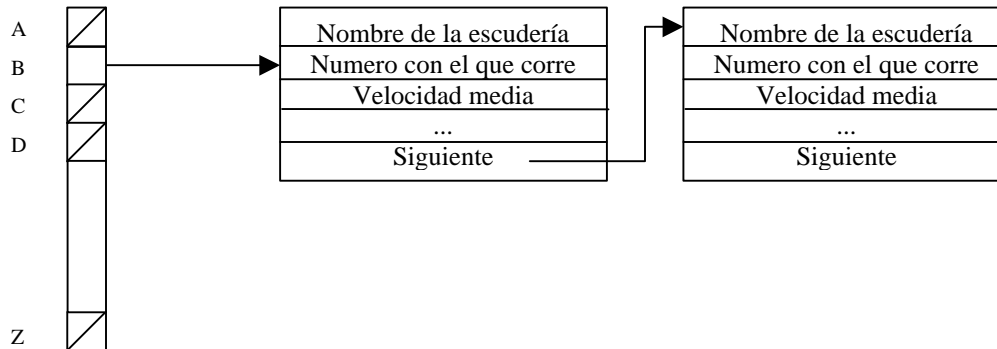 A
B
C
D
Z
Nombre de la escudería
Numero con el que corre
Velocidad media
...
Siguiente
Nombre de la escudería
Numero con el que corre
Velocidad media
...
Siguiente